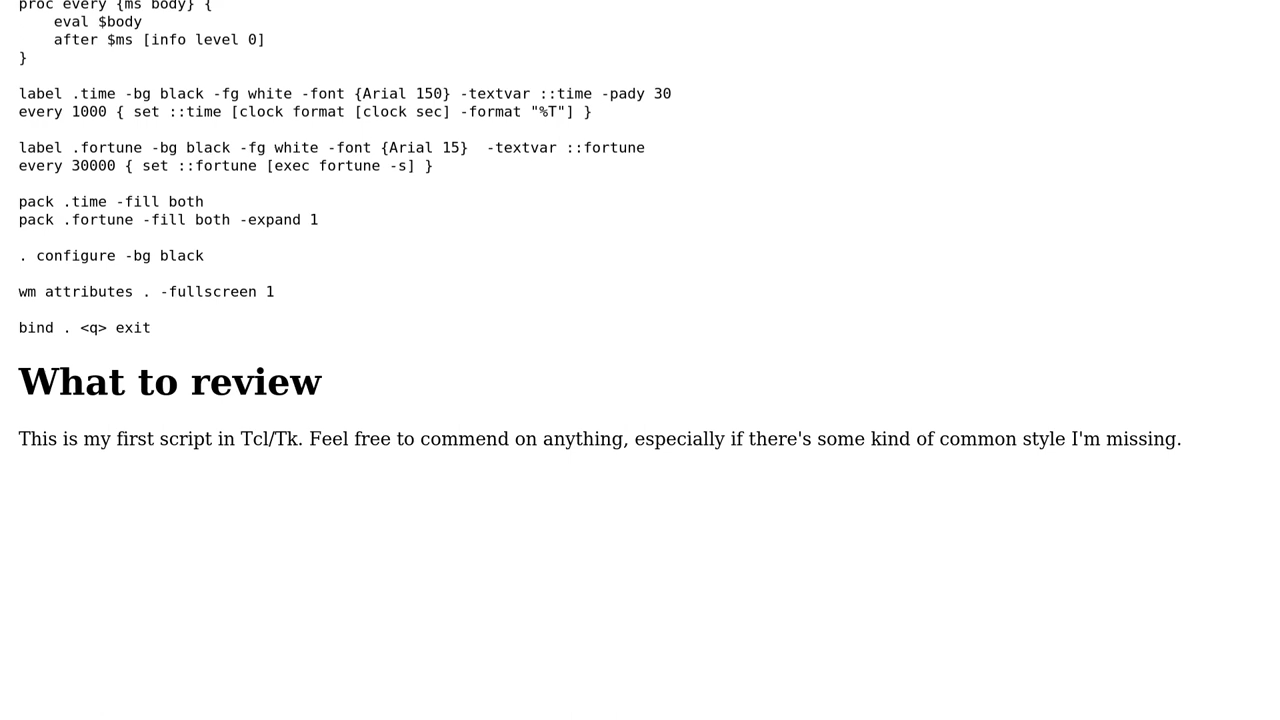 proc every {ms body} {
    eval $body
    after $ms [info level 0]
}

label .time -bg black -fg white -font {Arial 150} -textvar ::time -pady 30
every 1000 { set ::time [clock format [clock sec] -format "%T"] }

label .fortune -bg black -fg white -font {Arial 15}  -textvar ::fortune
every 30000 { set ::fortune [exec fortune -s] }

pack .time -fill both
pack .fortune -fill both -expand 1

. configure -bg black

wm attributes . -fullscreen 1

bind . <q> exit

What to review

This is my first script in Tcl/Tk. Feel free to commend on anything, especially if there's some kind of common style I'm missing.